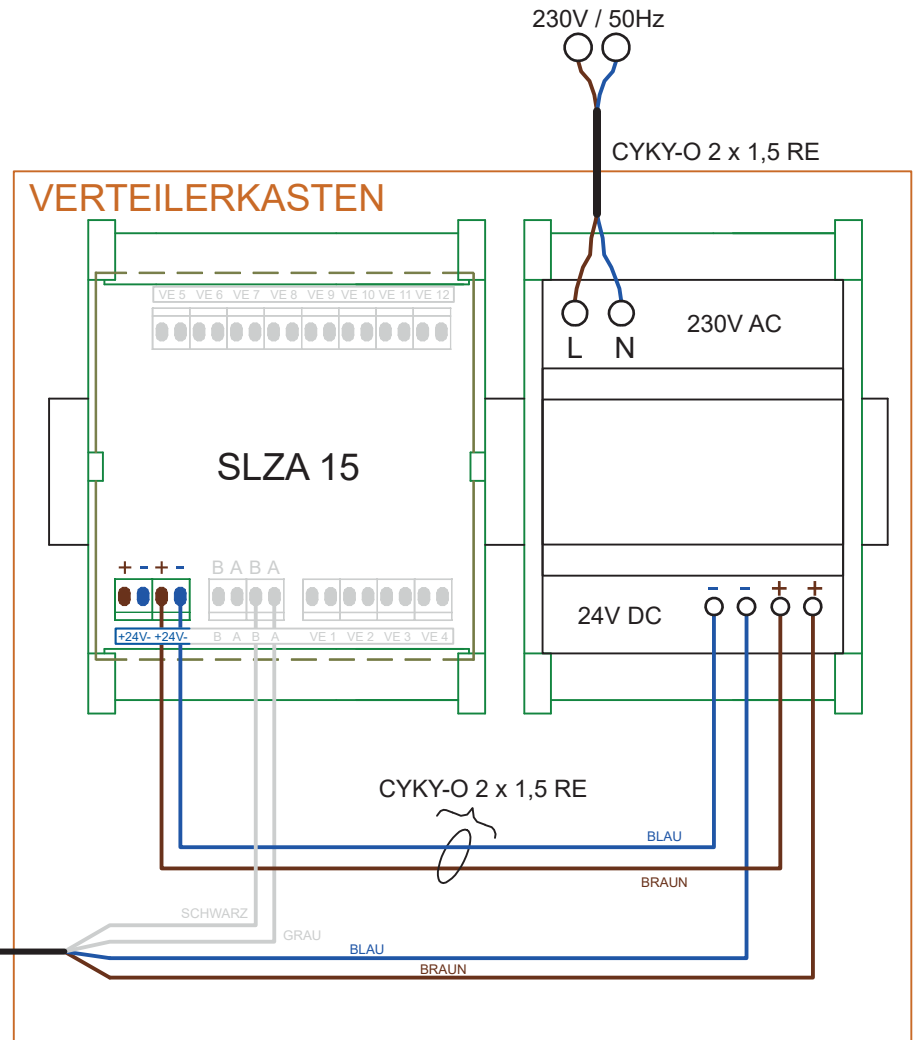 230V / 50Hz
CYKY-O 2 x 1,5 RE
VERTEILERKASTEN
VE 5 VE 6 VE 7 VE 8 VE 9 VE 10 VE 11 VE 12
230V AC
L N
SLZA 15
+ - + -
B A B A
24V DC
- - + +
+24V- +24V-
B A B A
VE 1 VE 2 VE 3 VE 4
CYKY-O 2 x 1,5 RE
BLAU
BRAUN
SCHWARZ
GRAU
BLAU
BRAUN